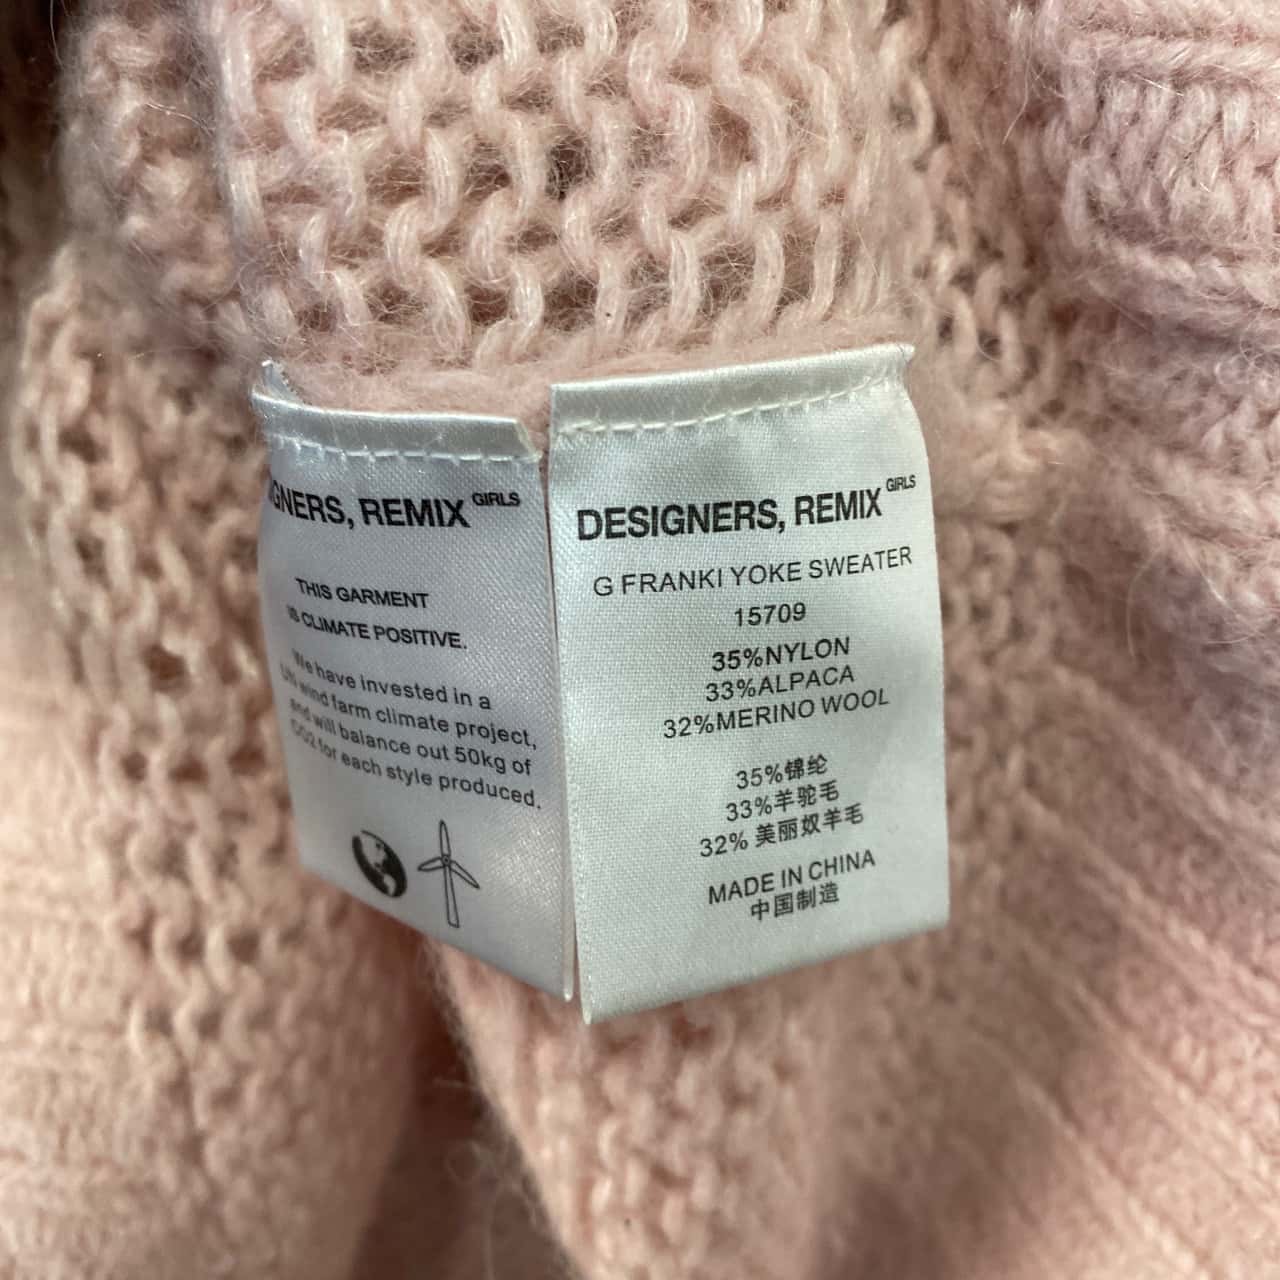 GNERS, REMIX GIRLS
THIS GARMENT
IS CLIMATE POSITIVE.
We have invested in a
UN wind farm climate project,
and will balance out 50kg of
CO2 for each style produced.
DESIGNERS, REMIX GIRLS
G FRANKI YOKE SWEATER
15709
35%NYLON
33%ALPACA
32%MERINO WOOL
35%锦纶
33%羊驼毛
32% 美丽奴羊毛
MADE IN CHINA
中国制造